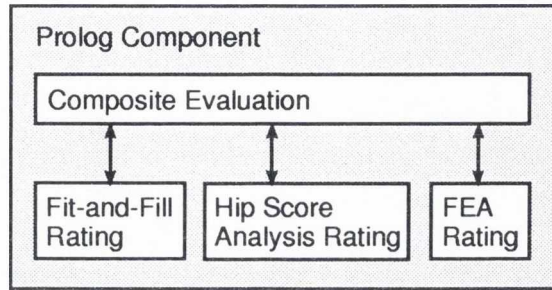 Prolog Component
Composite Evaluation
Fit-and-Fill
Rating
Hip Score
Analysis Rating
FEA
Rating